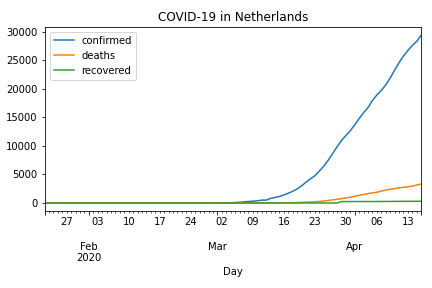 COVID-19 in Netherlands
confirmed
deaths
recovered
30000
25000
20000
15000
10000
5000
0
27 03 10 17 24 02 09 16 23 30 06 13
Feb Mar Apr
2020
Day